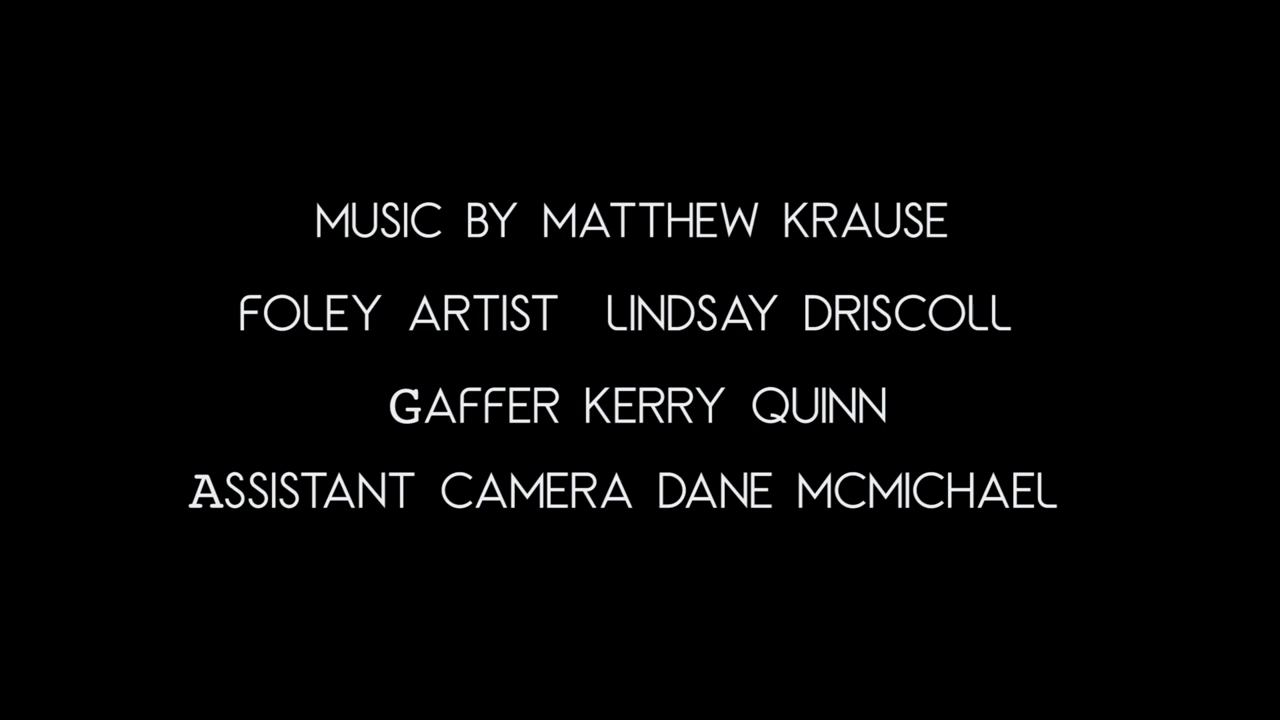 MUSIC BY MATTHEW KRAUSE
FOLEY ARTIST LINDSAY DRISCOLL
GAFFER KERRY QUINN
ASSISTANT CAMERA DANE MCMICHAEL